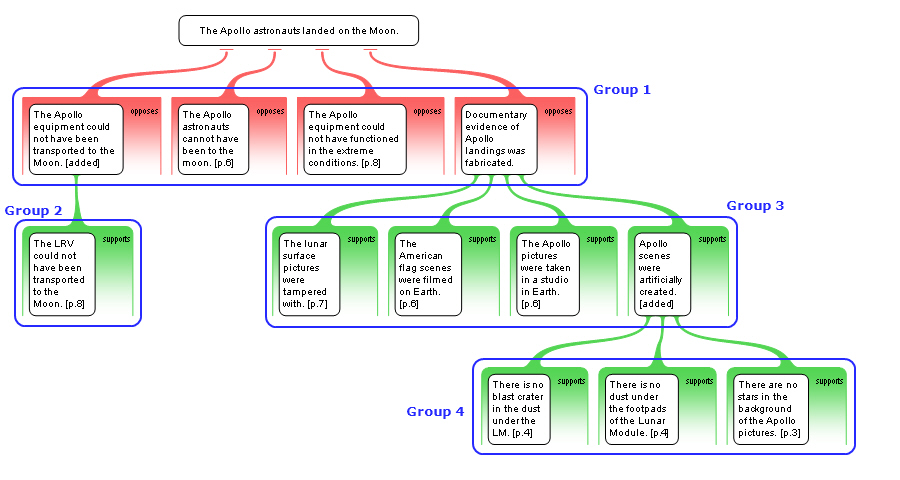 The Apollo astronauts landed on the Moon.
Group 1
The Apollo
equipment could
not have been
transported to the
Moon. [added]
opposes
The Apollo
astronauts
cannot have
been to the
moon. [p.6]
opposes
The Apollo
equipment could
not have functioned
in the extreme
conditions. [p.8]
opposes
Documentary
evidence of
Apollo
landings was
fabricated.
opposes
Group 2
The LRV
could not
have been
transported
to the
Moon. [p.8]
supports
Group 3
The lunar
surface
pictures
were
tampered
with. [p.7]
supports
The
American
flag scenes
were filmed
on Earth.
[p.6]
supports
The Apollo
pictures
were taken
in a studio
in Earth.
[p.6]
supports
Apollo
scenes
were
artificially
created.
[added]
supports
Group 4
There is no
blast crater
in the dust
under the
LM. [p.4]
supports
There is no
dust under
the footpads
of the Lunar
Module. [p.4]
supports
There are no
stars in the
background
of the Apollo
pictures. [p.3]
supports